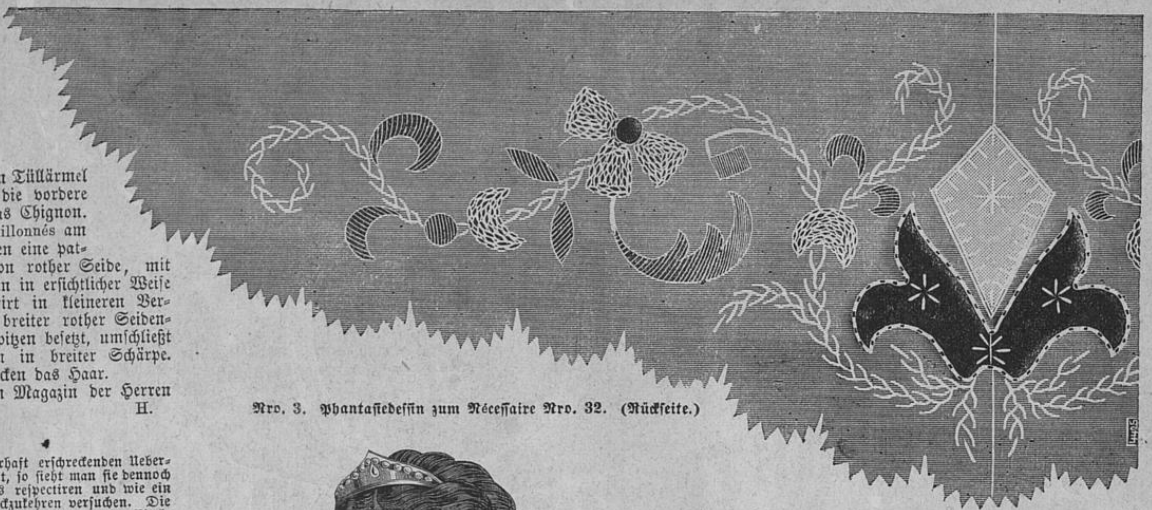 n Tüllärmel
die vordere
as Chignon.
illonnés am
en eine pat-
on rother Seide, mit
n in ersichtlicher Weise
irt in kleineren Ver-
breiter rother Seiden-
pitzen besetzt, umschließt
n in breiter Schärpe.
cken das Haar.
n Magazin der Herren
H.
Nro. 3. Phantasiedessin zum Nécessaire Nro. 32. (Rückseite.)
rhaft erschreckenden Ueber-
t, so sieht man sie dennoch
s respectiren und wie ein
ckzukehren versuchen. Die